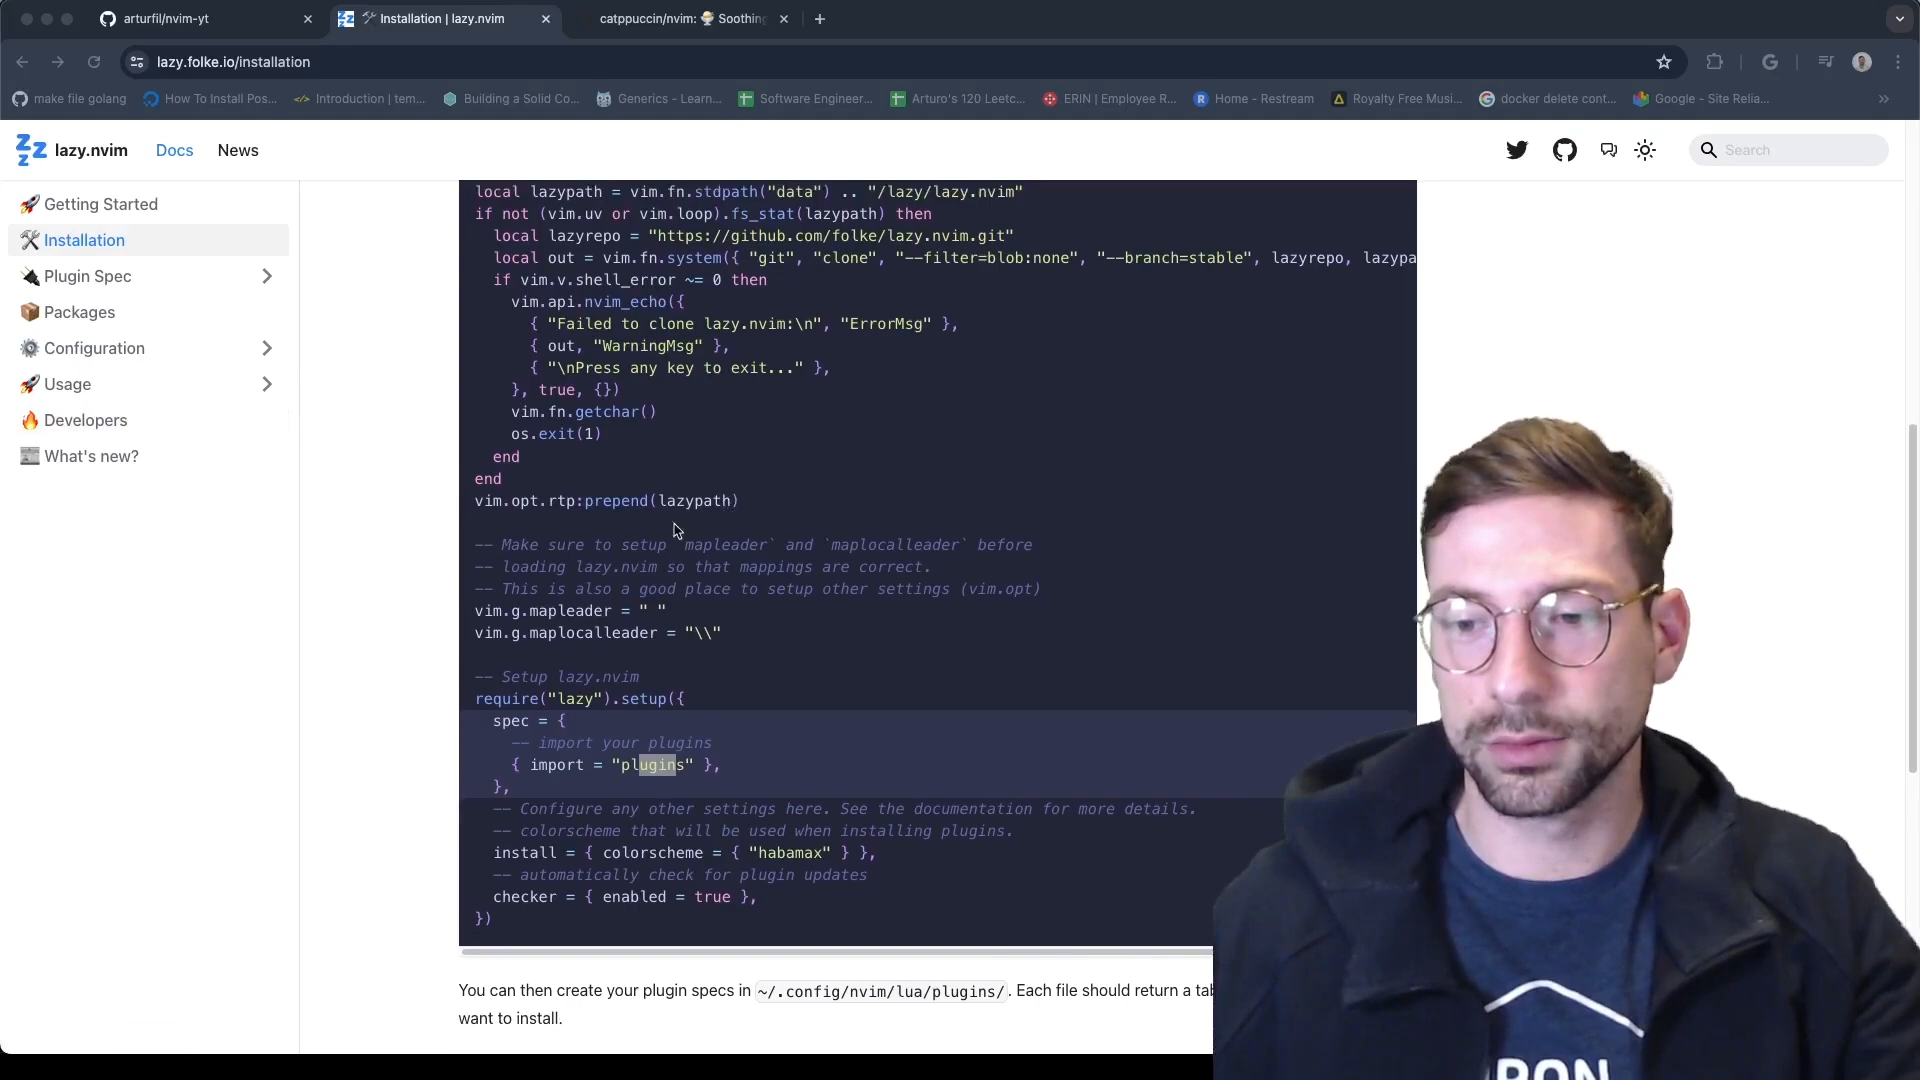 arturfil/nvim-yt
Installation | lazy.nvim
catppuccin/nvim: Soothing
lazy.folke.io/installation
make file golang
How To Install Pos...
Introduction | tem...
Building a Solid Co...
Generics - Learn...
Software Engineer...
Arturo's 120 Leetc...
ERIN | Employee R...
Home - Restream
Royalty Free Musi...
docker delete cont...
Google - Site Relia...
lazy.nvim
Docs
News
Search
Getting Started
Installation
Plugin Spec
Packages
Configuration
Usage
Developers
What's new?
local lazypath = vim.fn.stdpath("data") .. "/lazy/lazy.nvim"
if not (vim.uv or vim.loop).fs_stat(lazypath) then
local lazyrepo = "https://github.com/folke/lazy.nvim.git"
local out = vim.fn.system({ "git", "clone", "--filter=blob:none", "--branch=stable", lazyrepo, lazypa
if vim.v.shell_error ~= 0 then
vim.api.nvim_echo({
{ "Failed to clone lazy.nvim:\n", "ErrorMsg" },
{ out, "WarningMsg" },
{ "\nPress any key to exit..." },
}, true, {})
vim.fn.getchar()
os.exit(1)
end
end
vim.opt.rtp:prepend(lazypath)
-- Make sure to setup `mapleader` and `maplocalleader` before
-- loading lazy.nvim so that mappings are correct.
-- This is also a good place to setup other settings (vim.opt)
vim.g.mapleader = " "
vim.g.maplocalleader = "\\"
-- Setup lazy.nvim
require("lazy").setup({
spec = {
-- import your plugins
{ import = "plugins" },
},
-- Configure any other settings here. See the documentation for more details.
-- colorscheme that will be used when installing plugins.
install = { colorscheme = { "habamax" } },
-- automatically check for plugin updates
checker = { enabled = true },
})
You can then create your plugin specs in ~/.config/nvim/lua/plugins/. Each file should return a ta
want to install.